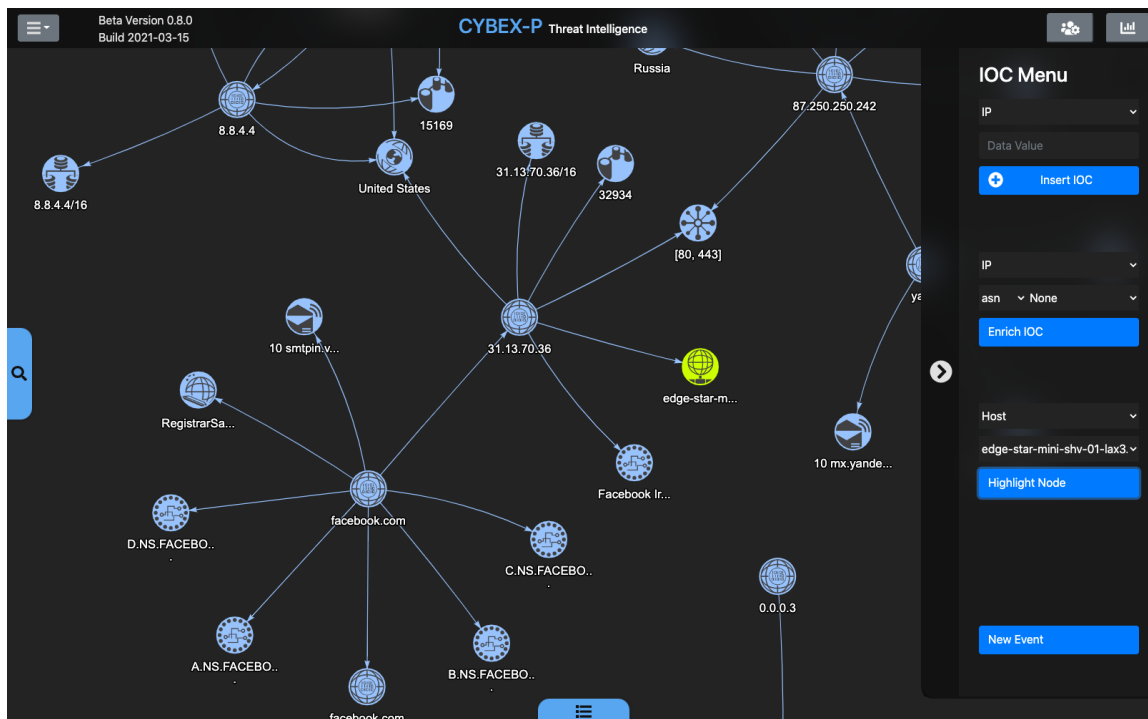 Beta Version 0.8.0
Build 2021-03-15
CYBEX-P Threat Intelligence
Russia
87.250.250.242
8.8.4.4
15169
8.8.4.4/16
United States
31.13.70.36/16
32934
[80, 443]
ya
31.13.70.36
10 smtpin.v...
edge-star-m...
RegistrarSa...
10 mx.yande...
Facebook Ir...
facebook.com
D.NS.FACEBO..
.
C.NS.FACEBO..
.
0.0.0.3
A.NS.FACEBO..
.
B.NS.FACEBO..
.
facebook.com
IOC Menu
IP
Data Value
Insert IOC
IP
asn None
Enrich IOC
Host
edge-star-mini-shv-01-lax3.
Highlight Node
New Event